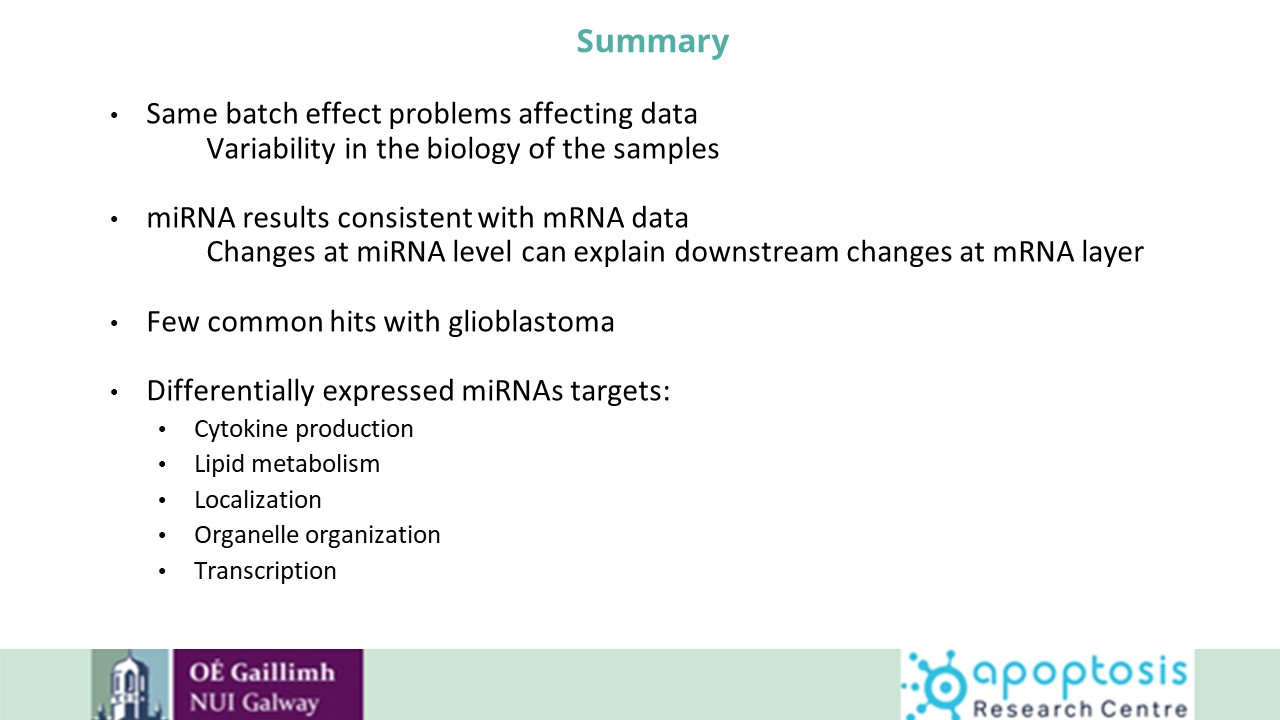 Summary
• Same batch effect problems affecting data
Variability in the biology of the samples
• miRNA results consistent with mRNA data
Changes at miRNA level can explain downstream changes at mRNA layer
• Few common hits with glioblastoma
• Differentially expressed miRNAs targets:
• Cytokine production
• Lipid metabolism
• Localization
• Organelle organization
• Transcription
OÉ Gaillimh
NUI Galway
apoptosis
Research Centre